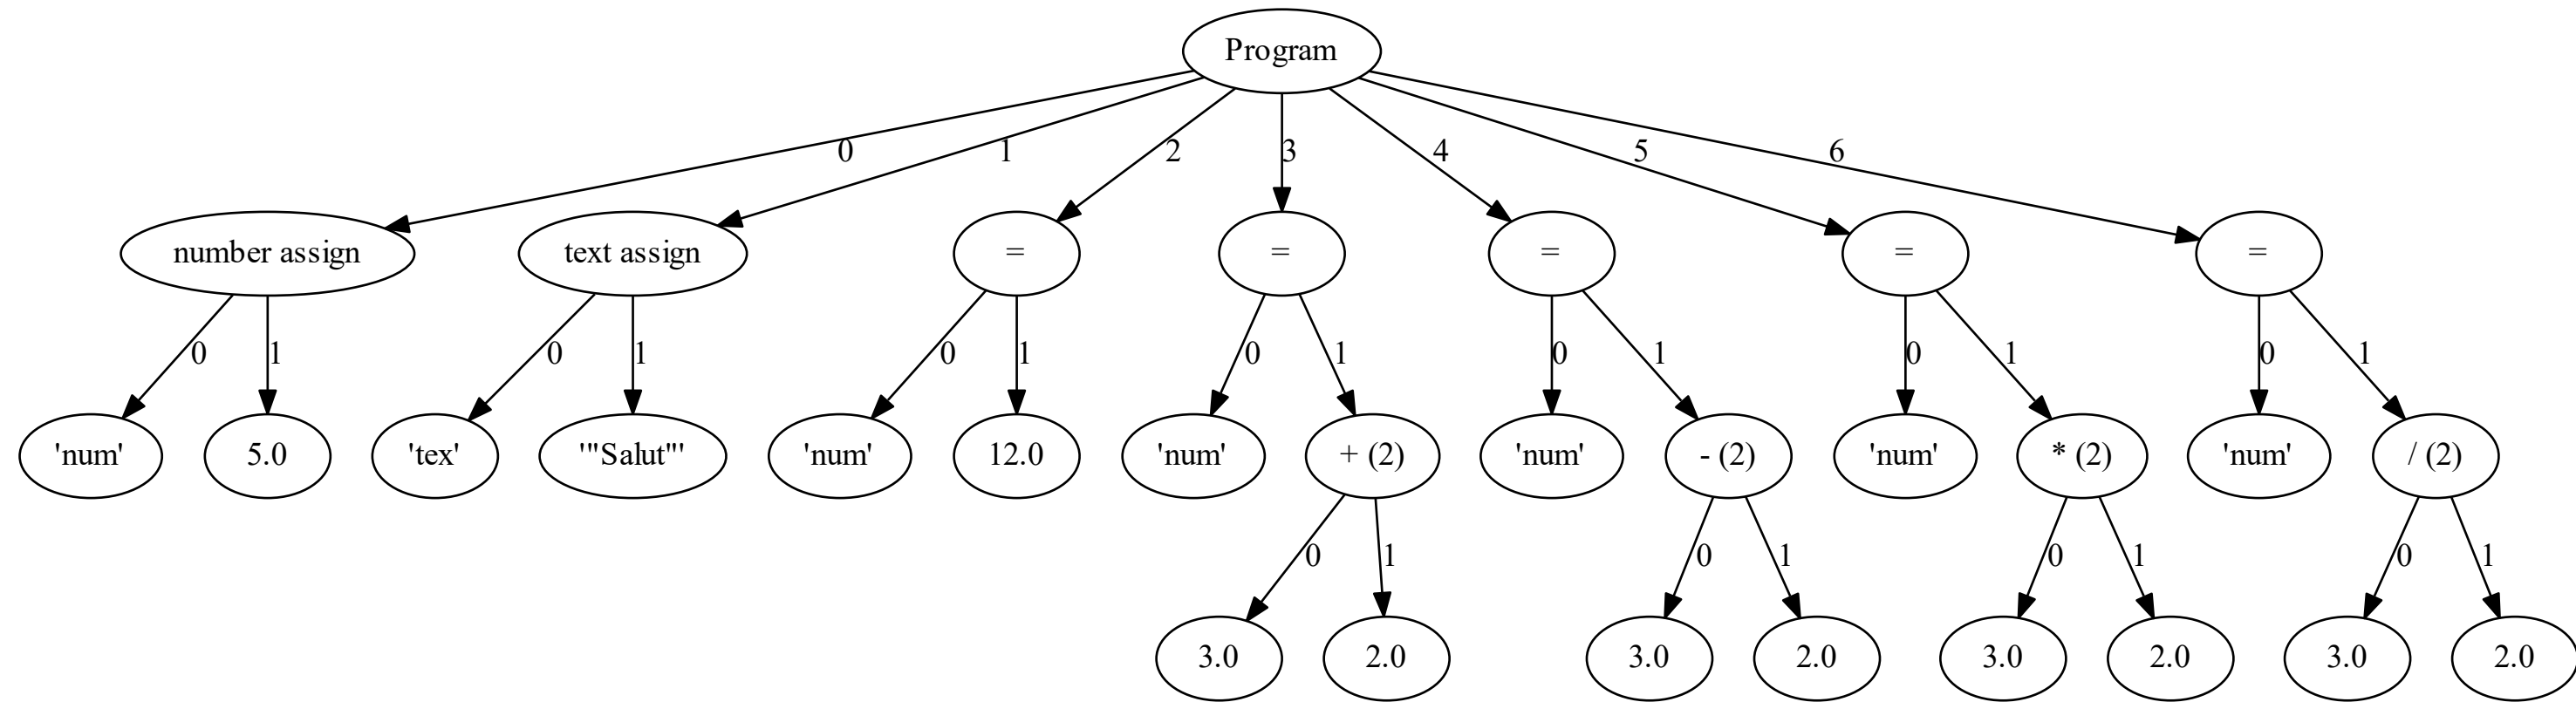 Program
0 1 2 3 4 5 6
number assign text assign = = = = =
0 1 0 1 0 1 0 1 0 1 0 1 0 1
'num' 5.0 'tex' '"Salut"' 'num' 12.0 'num' + (2) 'num' - (2) 'num' * (2) 'num' / (2)
0 1 0 1 0 1 0 1
3.0 2.0 3.0 2.0 3.0 2.0 3.0 2.0